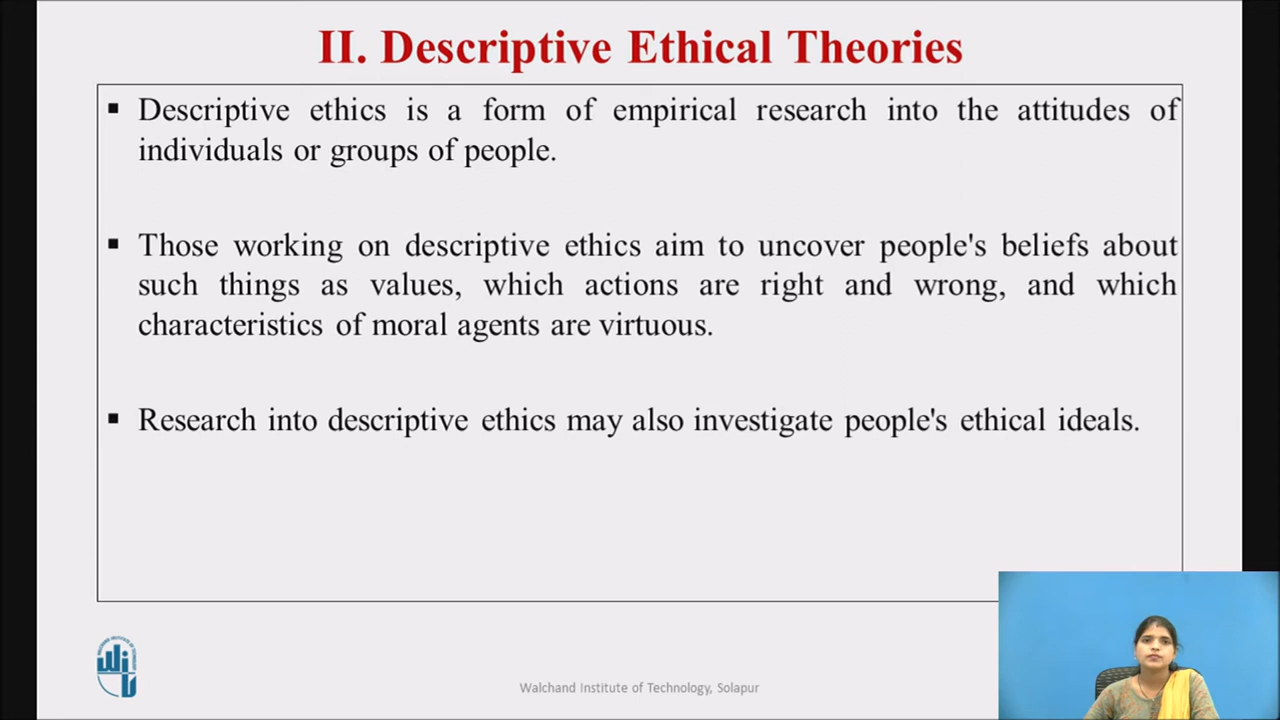 II. Descriptive Ethical Theories
▪ Descriptive ethics is a form of empirical research into the attitudes of
individuals or groups of people.
▪ Those working on descriptive ethics aim to uncover people's beliefs about
such things as values, which actions are right and wrong, and which
characteristics of moral agents are virtuous.
▪ Research into descriptive ethics may also investigate people's ethical ideals.
WIT
Walchand Institute of Technology, Solapur